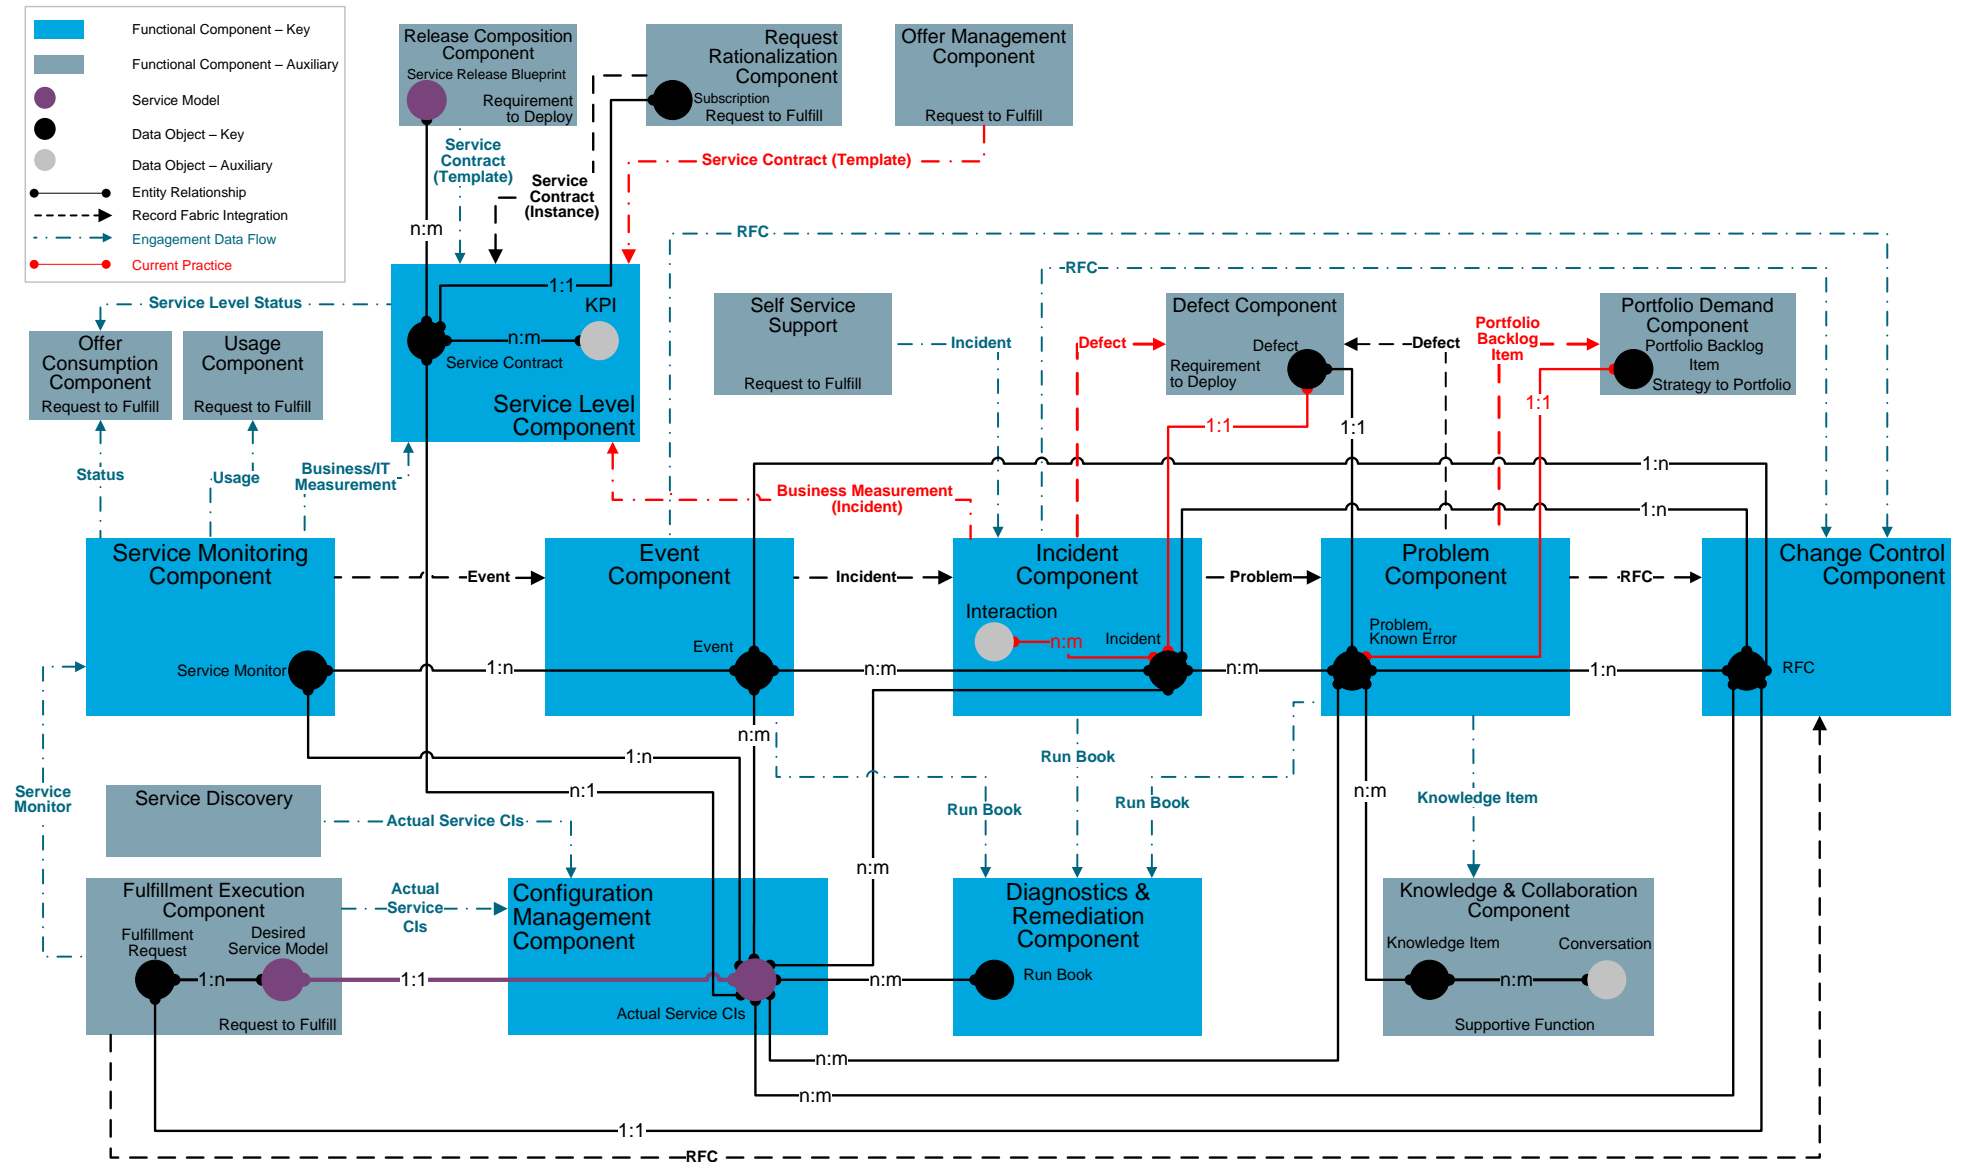 Functional Component – Key
Functional Component – Auxiliary
Service Model
Data Object – Key
Data Object – Auxiliary
Entity Relationship
Record Fabric Integration
Engagement Data Flow
Current Practice
Release Composition
Component
Service Release Blueprint
Requirement
to Deploy
Request
Rationalization
Component
Subscription
Request to Fulfill
Offer Management
Component
Request to Fulfill
Service
Contract
(Template)
Service
Contract
(Instance)
Service Contract (Template)
n:m
RFC
RFC
1:1
KPI
n:m
Service Contract
Service Level
Component
Service Level Status
Offer
Consumption
Component
Request to Fulfill
Usage
Component
Request to Fulfill
Self Service
Support
Request to Fulfill
Incident
Defect
Defect Component
Defect
Requirement
to Deploy
Defect
Portfolio
Backlog
Item
Portfolio Demand
Component
Portfolio Backlog
Item
Strategy to Portfolio
1:1
1:1
1:1
Status
Usage
Business/IT
Measurement
Business Measurement
(Incident)
1:n
1:n
Service Monitoring
Component
Service Monitor
Event
Event
Component
Event
Incident
Incident
Component
Interaction
n:m
Incident
Problem
Problem
Component
Problem,
Known Error
RFC
Change Control
Component
RFC
1:n
n:m
n:m
1:n
n:m
1:n
n:1
Service
Monitor
Service Discovery
Actual Service CIs
Run Book
Run Book
Run Book
n:m
Knowledge Item
n:m
Fulfillment Execution
Component
Fulfillment
Request
Desired
Service Model
1:n
Request to Fulfill
Actual
Service
CIs
1:1
Configuration
Management
Component
Actual Service CIs
n:m
Diagnostics &
Remediation
Component
Run Book
Knowledge & Collaboration
Component
Knowledge Item
Conversation
n:m
Supportive Function
n:m
n:m
1:1
RFC